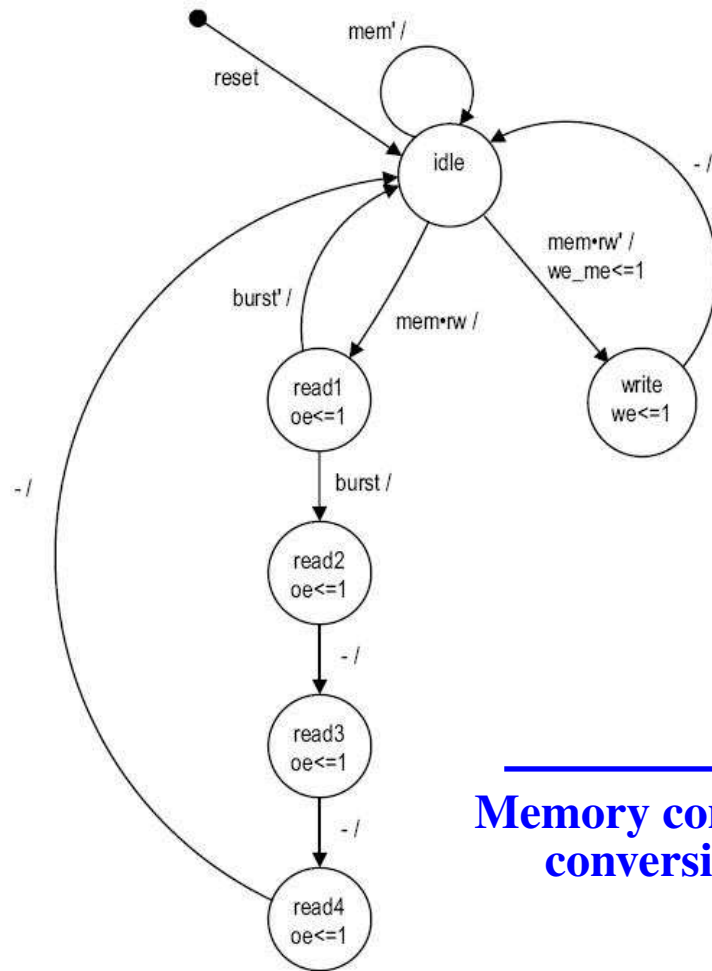 mem' /
reset
idle
- /
mem•rw' /
we_me<=1
burst' /
mem•rw /
read1
oe<=1
write
we<=1
- /
burst /
read2
oe<=1
- /
read3
oe<=1
Memory
conversi
- /
read4
oe<=1